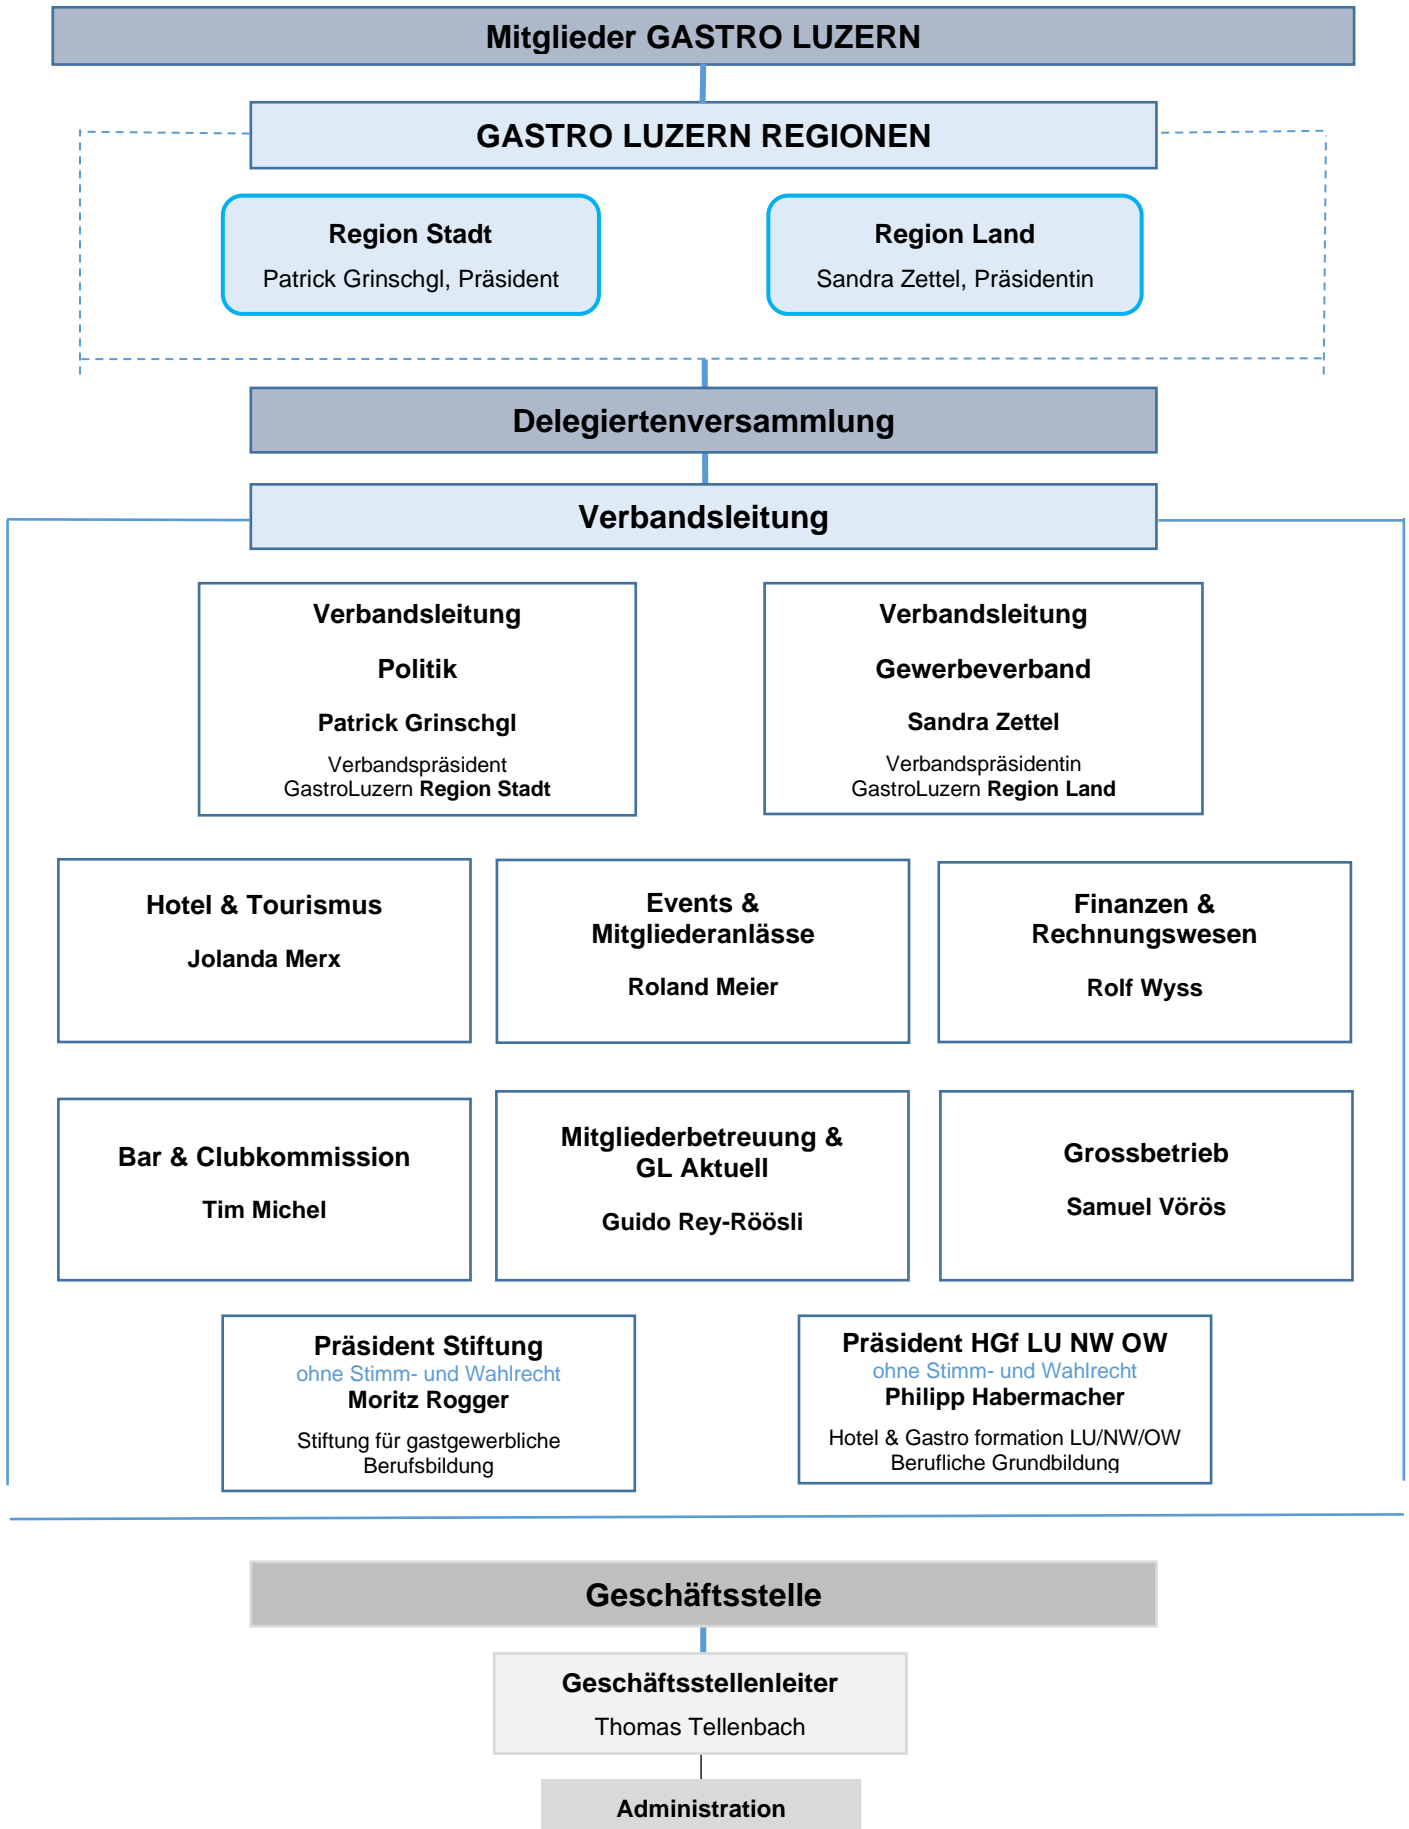 Mitglieder GASTRO LUZERN
GASTRO LUZERN REGIONEN
Region Stadt
Patrick Grinschgl, Präsident
Region Land
Sandra Zettel, Präsidentin
Delegiertenversammlung
Verbandsleitung
Verbandsleitung
Politik
Patrick Grinschgl
Verbandspräsident
GastroLuzern Region Stadt
Verbandsleitung
Gewerbeverband
Sandra Zettel
Verbandspräsidentin
GastroLuzern Region Land
Hotel & Tourismus
Jolanda Merx
Events &
Mitgliederanlässe
Roland Meier
Finanzen &
Rechnungswesen
Rolf Wyss
Bar & Clubkommission
Tim Michel
Mitgliederbetreuung &
GL Aktuell
Guido Rey-Röösli
Grossbetrieb
Samuel Vörös
Präsident Stiftung
ohne Stimm- und Wahlrecht
Moritz Rogger
Stiftung für gastgewerbliche
Berufsbildung
Präsident HGf LU NW OW
ohne Stimm- und Wahlrecht
Philipp Habermacher
Hotel & Gastro formation LU/NW/OW
Berufliche Grundbildung
Geschäftsstelle
Geschäftsstellenleiter
Thomas Tellenbach
Administration